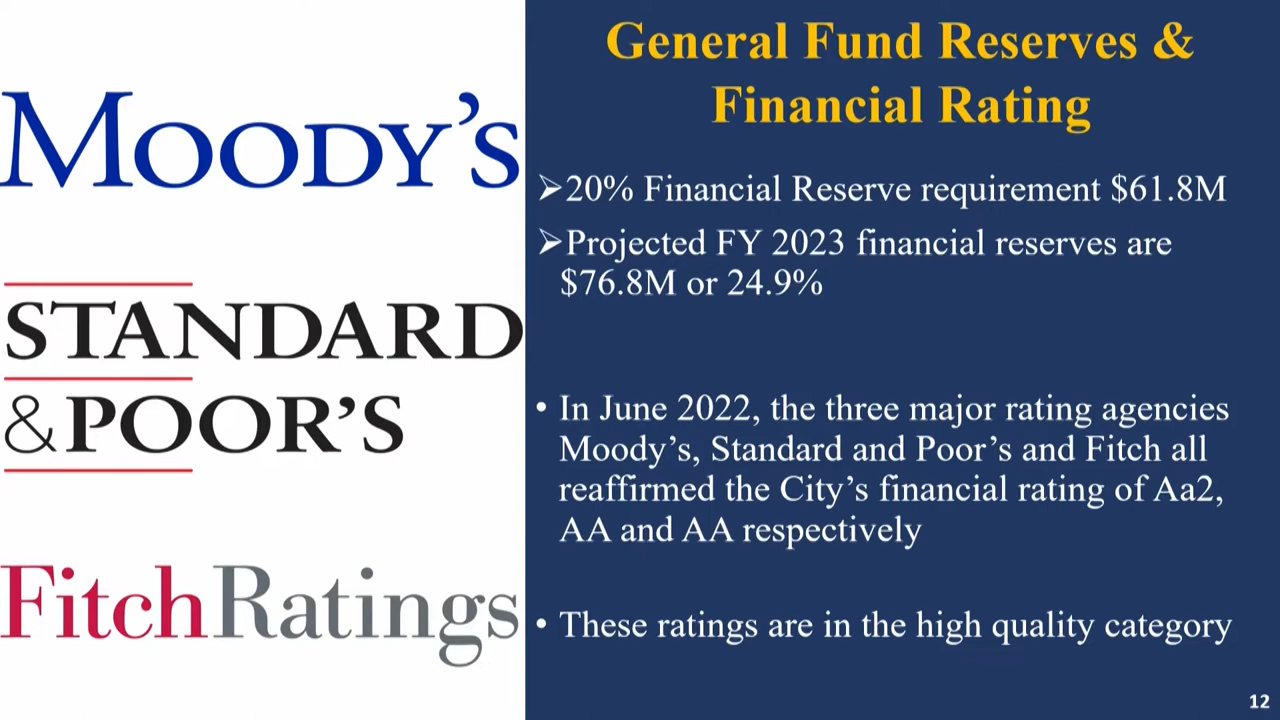 MOODY'S
STANDARD
&POOR'S
FitchRatings
General Fund Reserves &
Financial Rating
➢20% Financial Reserve requirement $61.8M
➢Projected FY 2023 financial reserves are
$76.8M or 24.9%
• In June 2022, the three major rating agencies
Moody's, Standard and Poor's and Fitch all
reaffirmed the City's financial rating of Aa2,
AA and AA respectively
• These ratings are in the high quality category
12